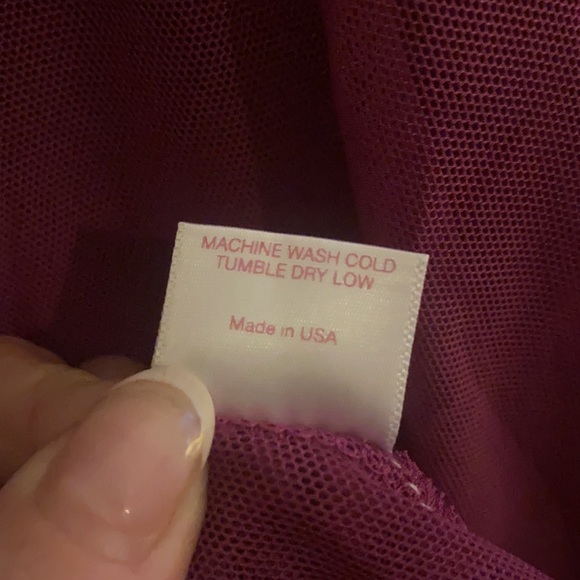 MACHINE WASH COLD
TUMBLE DRY LOW
Made in USA